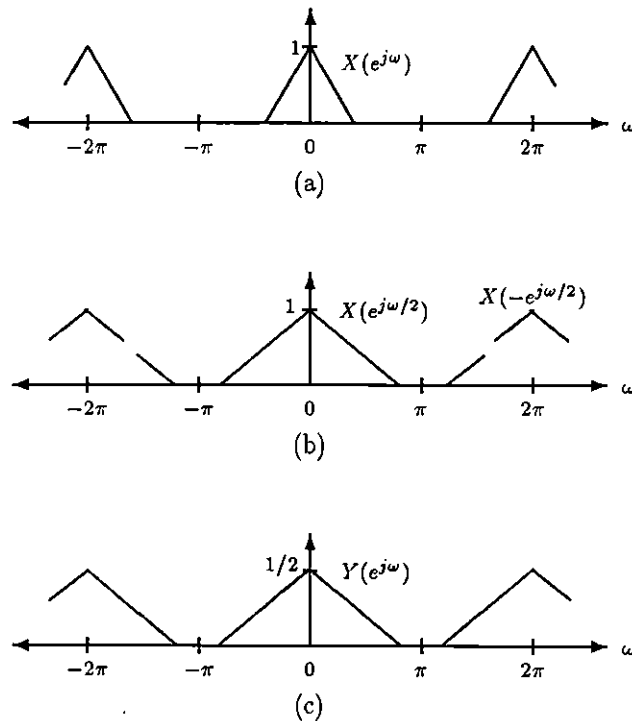 1 X(e^{jω})
−2π −π 0 π 2π ω
(a)
1 X(e^{jω/2}) X(−e^{jω/2})
−2π −π 0 π 2π ω
(b)
1/2 Y(e^{jω})
−2π −π 0 π 2π ω
(c)